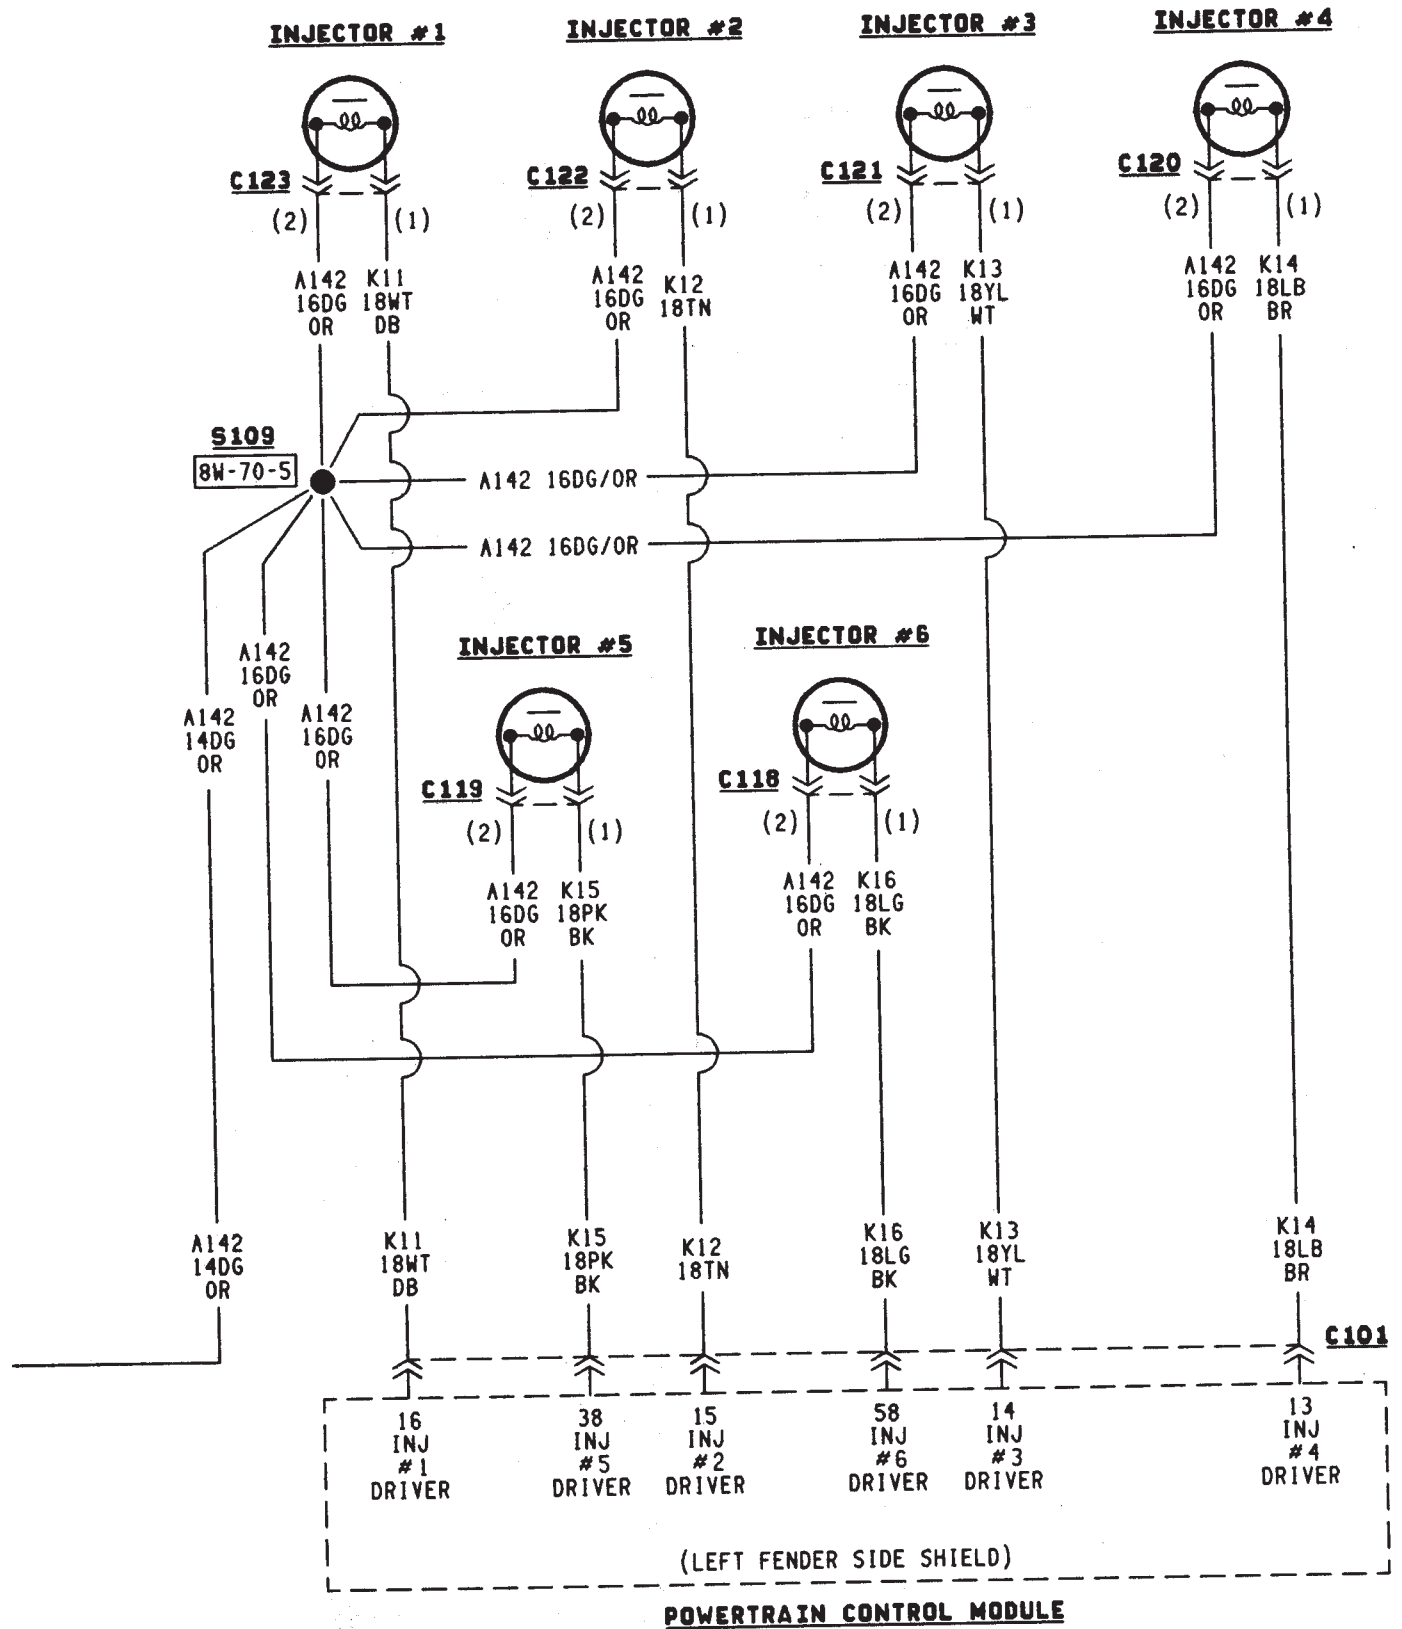 INJECTOR #1
INJECTOR #2
INJECTOR #3
INJECTOR #4
C123
C122
C121
C120
(2)
(1)
(2)
(1)
(2)
(1)
(2)
(1)
A142
16DG
OR
K11
18WT
DB
A142
16DG
OR
K12
18TN
A142
16DG
OR
K13
18YL
WT
A142
16DG
OR
K14
18LB
BR
S109
8W-70-5
A142 16DG/OR
A142 16DG/OR
INJECTOR #5
INJECTOR #6
A142
16DG
OR
A142
14DG
OR
A142
16DG
OR
C119
C118
(2)
(1)
(2)
(1)
A142
16DG
OR
K15
18PK
BK
A142
16DG
OR
K16
18LG
BK
A142
14DG
OR
K11
18WT
DB
K15
18PK
BK
K12
18TN
K16
18LG
BK
K13
18YL
WT
K14
18LB
BR
C101
16
INJ
#1
DRIVER
38
INJ
#5
DRIVER
15
INJ
#2
DRIVER
58
INJ
#6
DRIVER
14
INJ
#3
DRIVER
13
INJ
#4
DRIVER
(LEFT FENDER SIDE SHIELD)
POWERTRAIN CONTROL MODULE